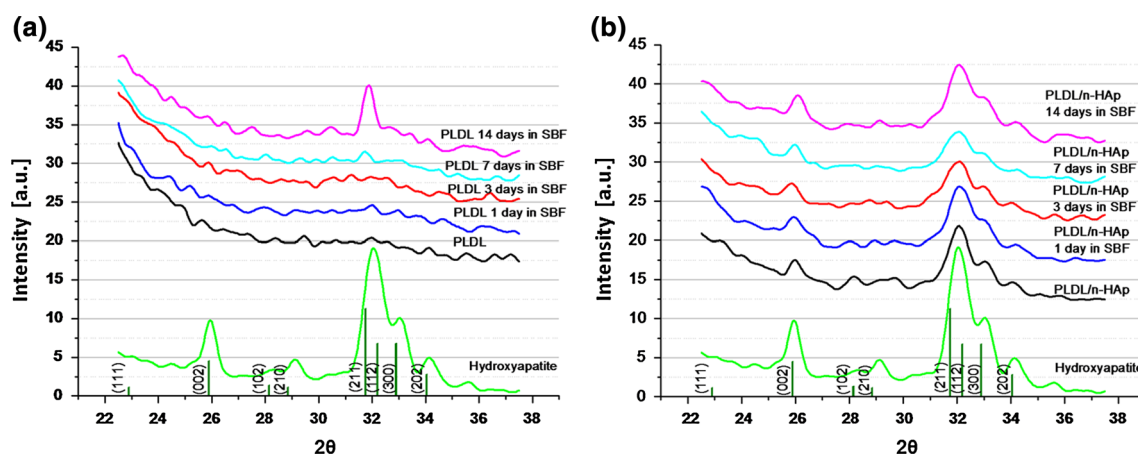 (a)
Intensity [a.u.]
45
40
35
30
25
20
15
10
5
0
PLDL 14 days in SBF
PLDL 7 days in SBF
PLDL 3 days in SBF
PLDL 1 day in SBF
PLDL
Hydroxyapatite
(111)
(002)
(102)
(210)
(211)
(112)
(300)
(202)
22 24 26 28 30 32 34 36 38
2θ
(b)
Intensity [a.u.]
45
40
35
30
25
20
15
10
5
0
PLDL/n-HAp
14 days in SBF
PLDL/n-HAp
7 days in SBF
PLDL/n-HAp
3 days in SBF
PLDL/n-HAp
1 day in SBF
PLDL/n-HAp
Hydroxyapatite
(111)
(002)
(102)
(210)
(211)
(112)
(300)
(202)
22 24 26 28 30 32 34 36 38
2θ